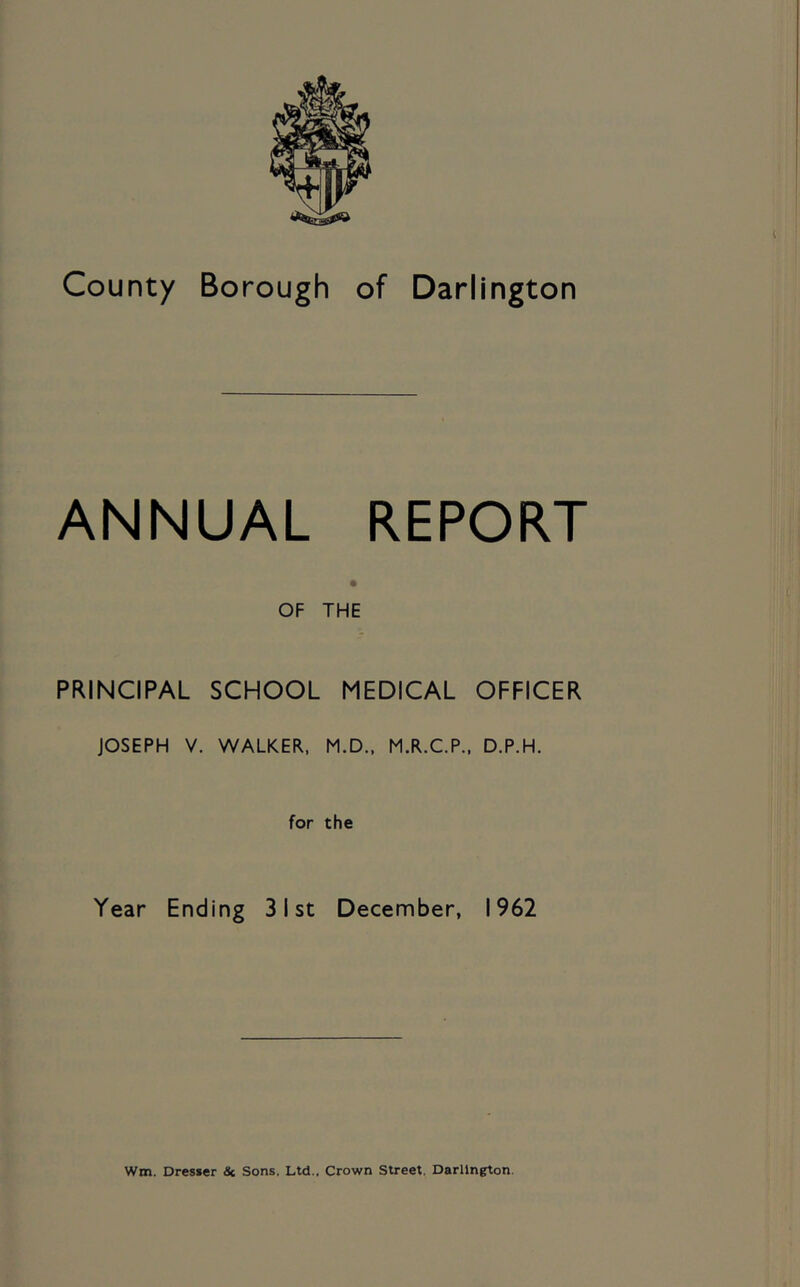 County Borough of Darlington
ANNUAL REPORT
OF THE
PRINCIPAL SCHOOL MEDICAL OFFICER
JOSEPH V. WALKER, M.D., M.R.C.P., D.P.H.
for the
Year Ending 31st December, 1962
Wm. Dresser & Sons, Ltd., Crown Street, Darlington.